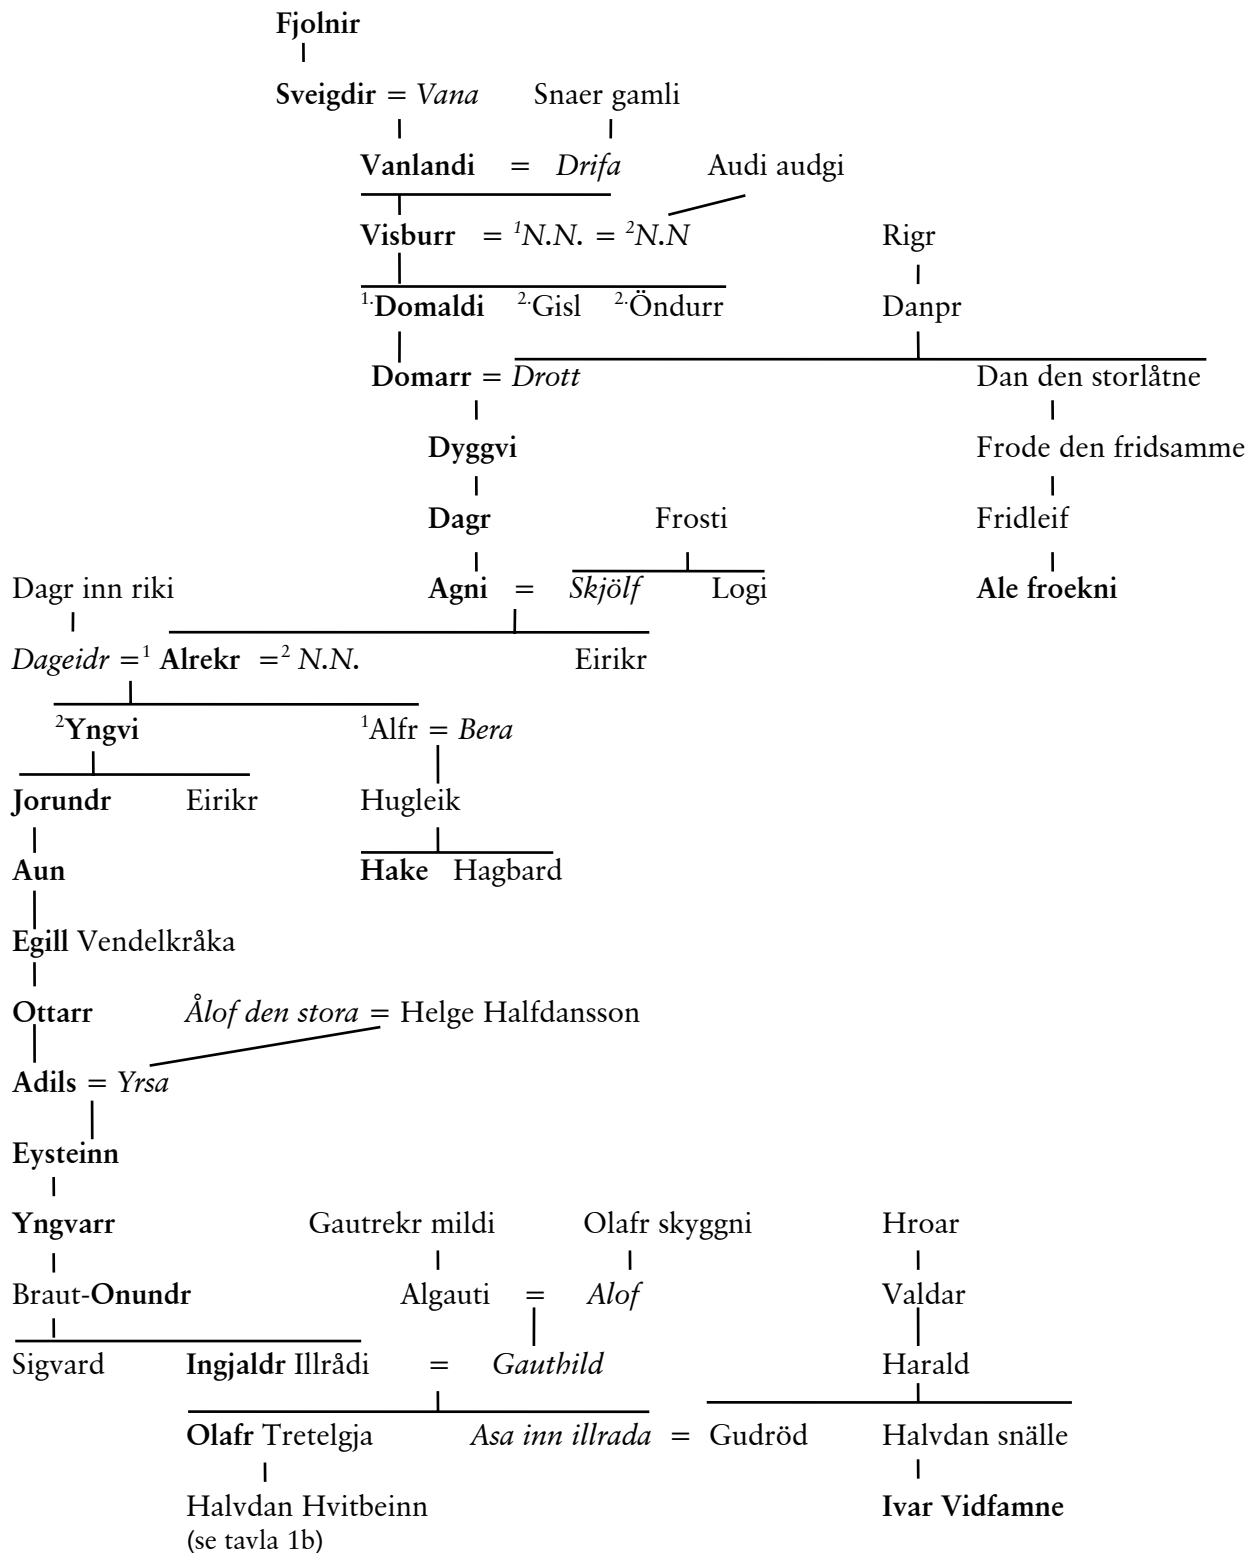 Fjolnir
Sveigdir = Vana Snaer gamli
Vanlandi = Drifa Audi audgi
Visburr = ¹N.N. = ²N.N Rigr
¹·Domaldi ²·Gisl ²·Öndurr Danpr
Domarr = Drott Dan den storlåtne
Dyggvi Frode den fridsamme
Dagr Frosti Fridleif
Dagr inn riki Agni = Skjölf Logi Ale froekni
Dageidr =¹ Alrekr =² N.N. Eirikr
²Yngvi ¹Alfr = Bera
Jorundr Eirikr Hugleik
Aun Hake Hagbard
Egill Vendelkråka
Ottarr Ålof den stora = Helge Halfdansson
Adils = Yrsa
Eysteinn
Yngvarr Gautrekr mildi Olafr skyggni Hroar
Braut-Onundr Algauti = Alof Valdar
Sigvard Ingjaldr Illrådi = Gauthild Harald
Olafr Tretelgja Asa inn illrada = Gudröd Halvdan snälle
Halvdan Hvitbeinn Ivar Vidfamne
(se tavla 1b)